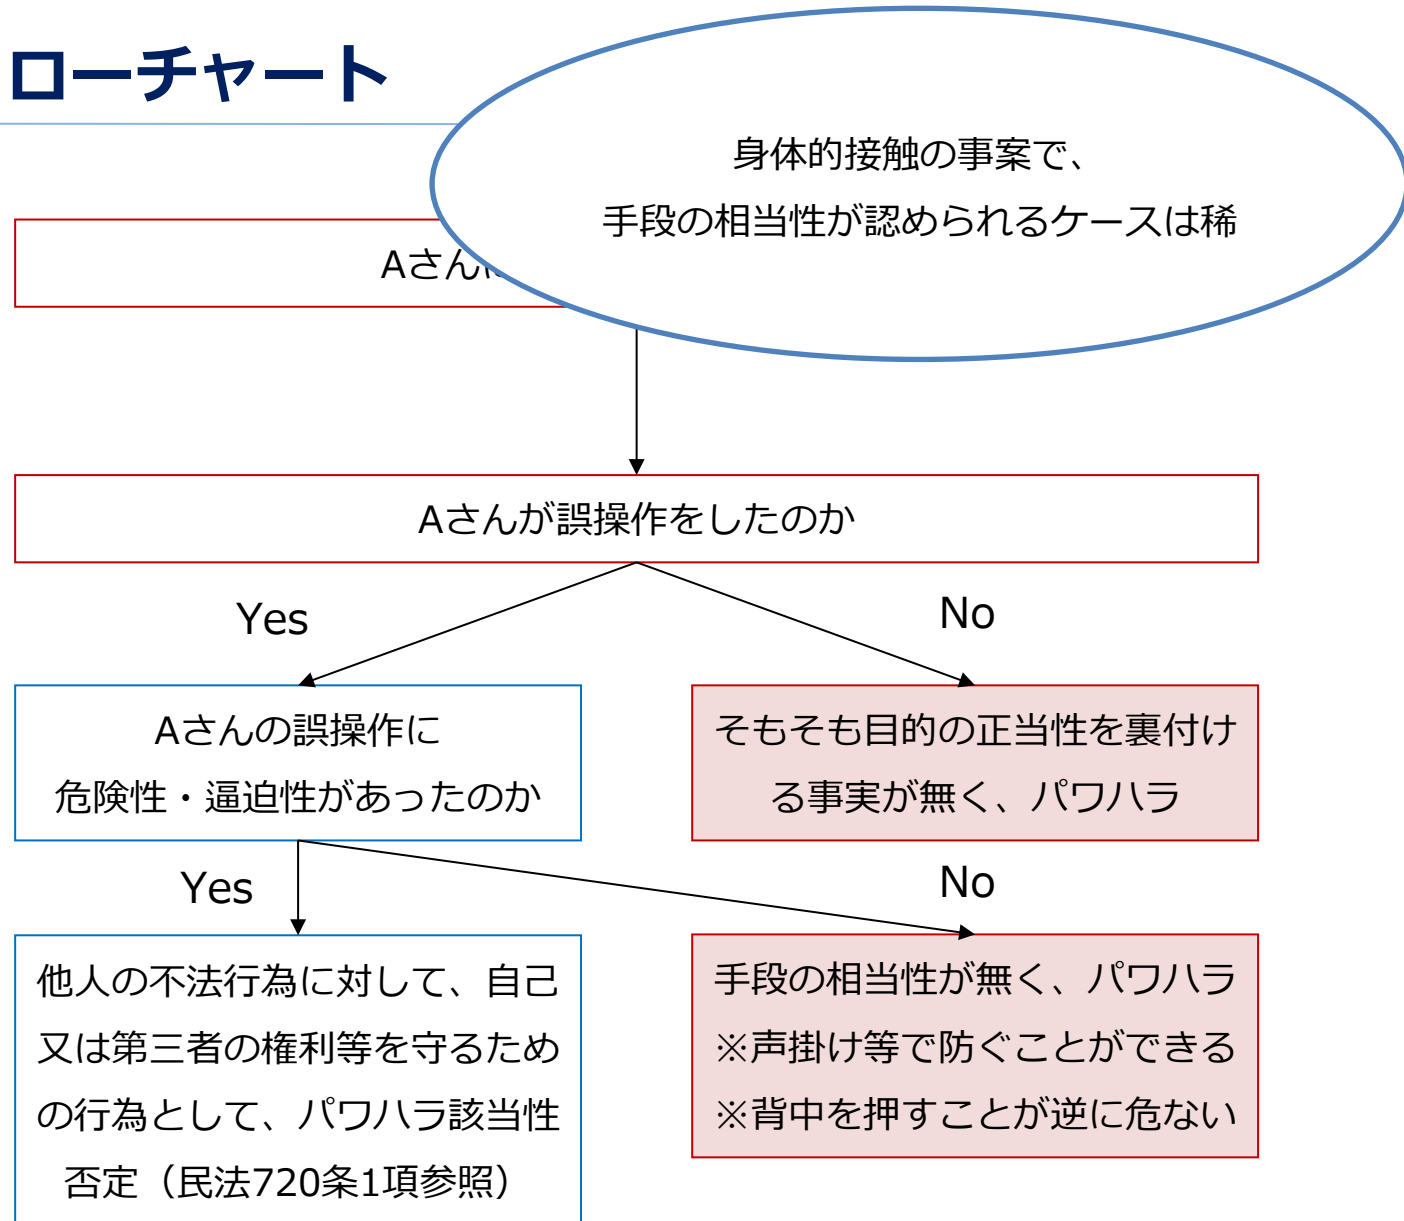 ローチャート
身体的接触の事案で、
手段の相当性が認められるケースは稀
Aさん
Aさんが誤操作をしたのか
Yes
No
Aさんの誤操作に
危険性・逼迫性があったのか
そもそも目的の正当性を裏付け
る事実が無く、パワハラ
Yes
No
他人の不法行為に対して、自己
又は第三者の権利等を守るため
の行為として、パワハラ該当性
否定（民法720条1項参照）
手段の相当性が無く、パワハラ
※声掛け等で防ぐことができる
※背中を押すことが逆に危ない